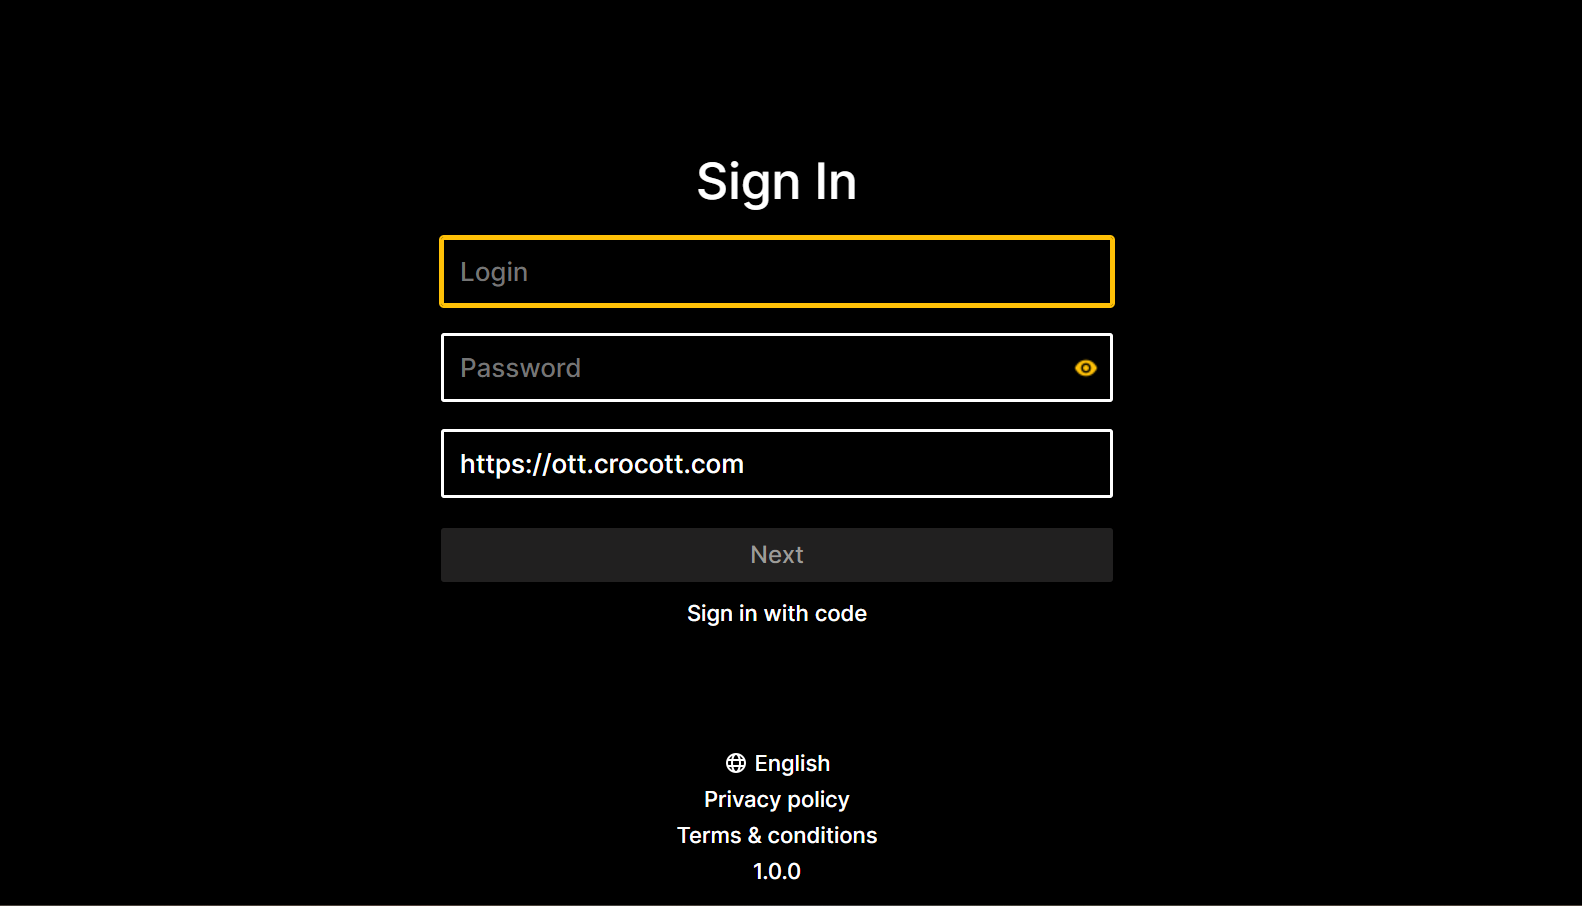 Sign In
Login
Password
https://ott.crocott.com
Next
Sign in with code
English
Privacy policy
Terms & conditions
1.0.0